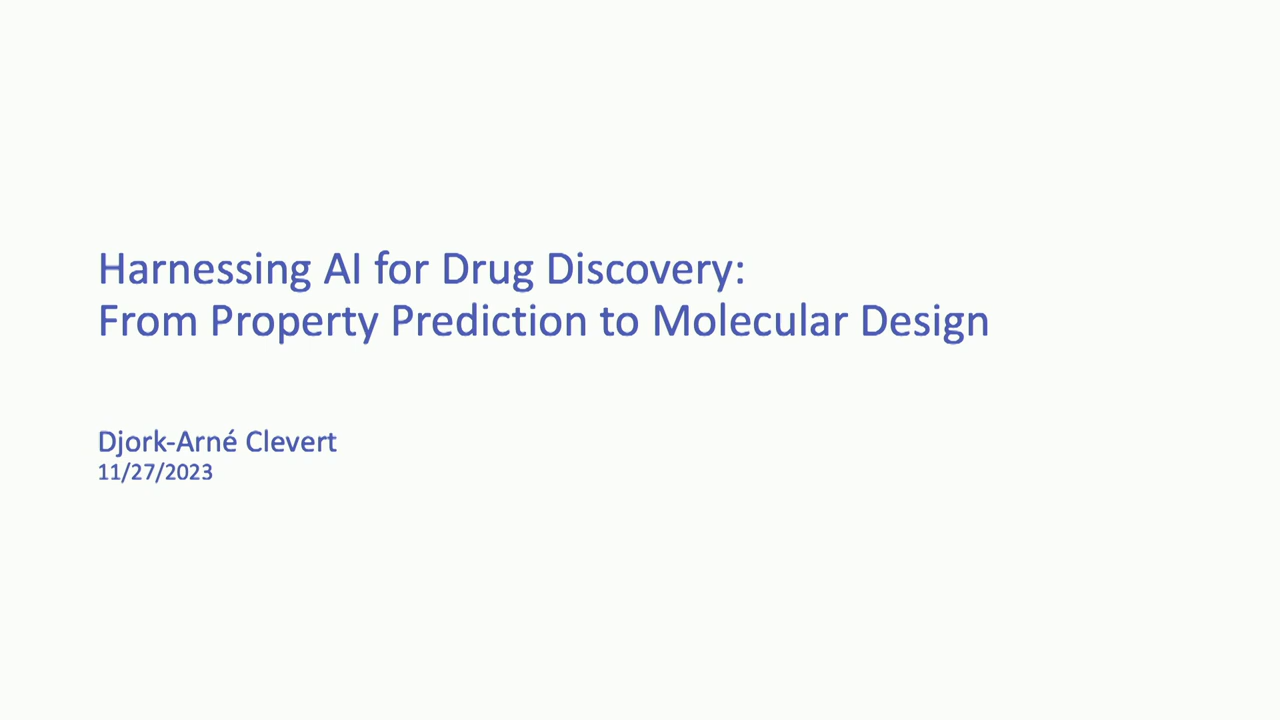 Harnessing AI for Drug Discovery:
From Property Prediction to Molecular Design
Djork-Arné Clevert
11/27/2023